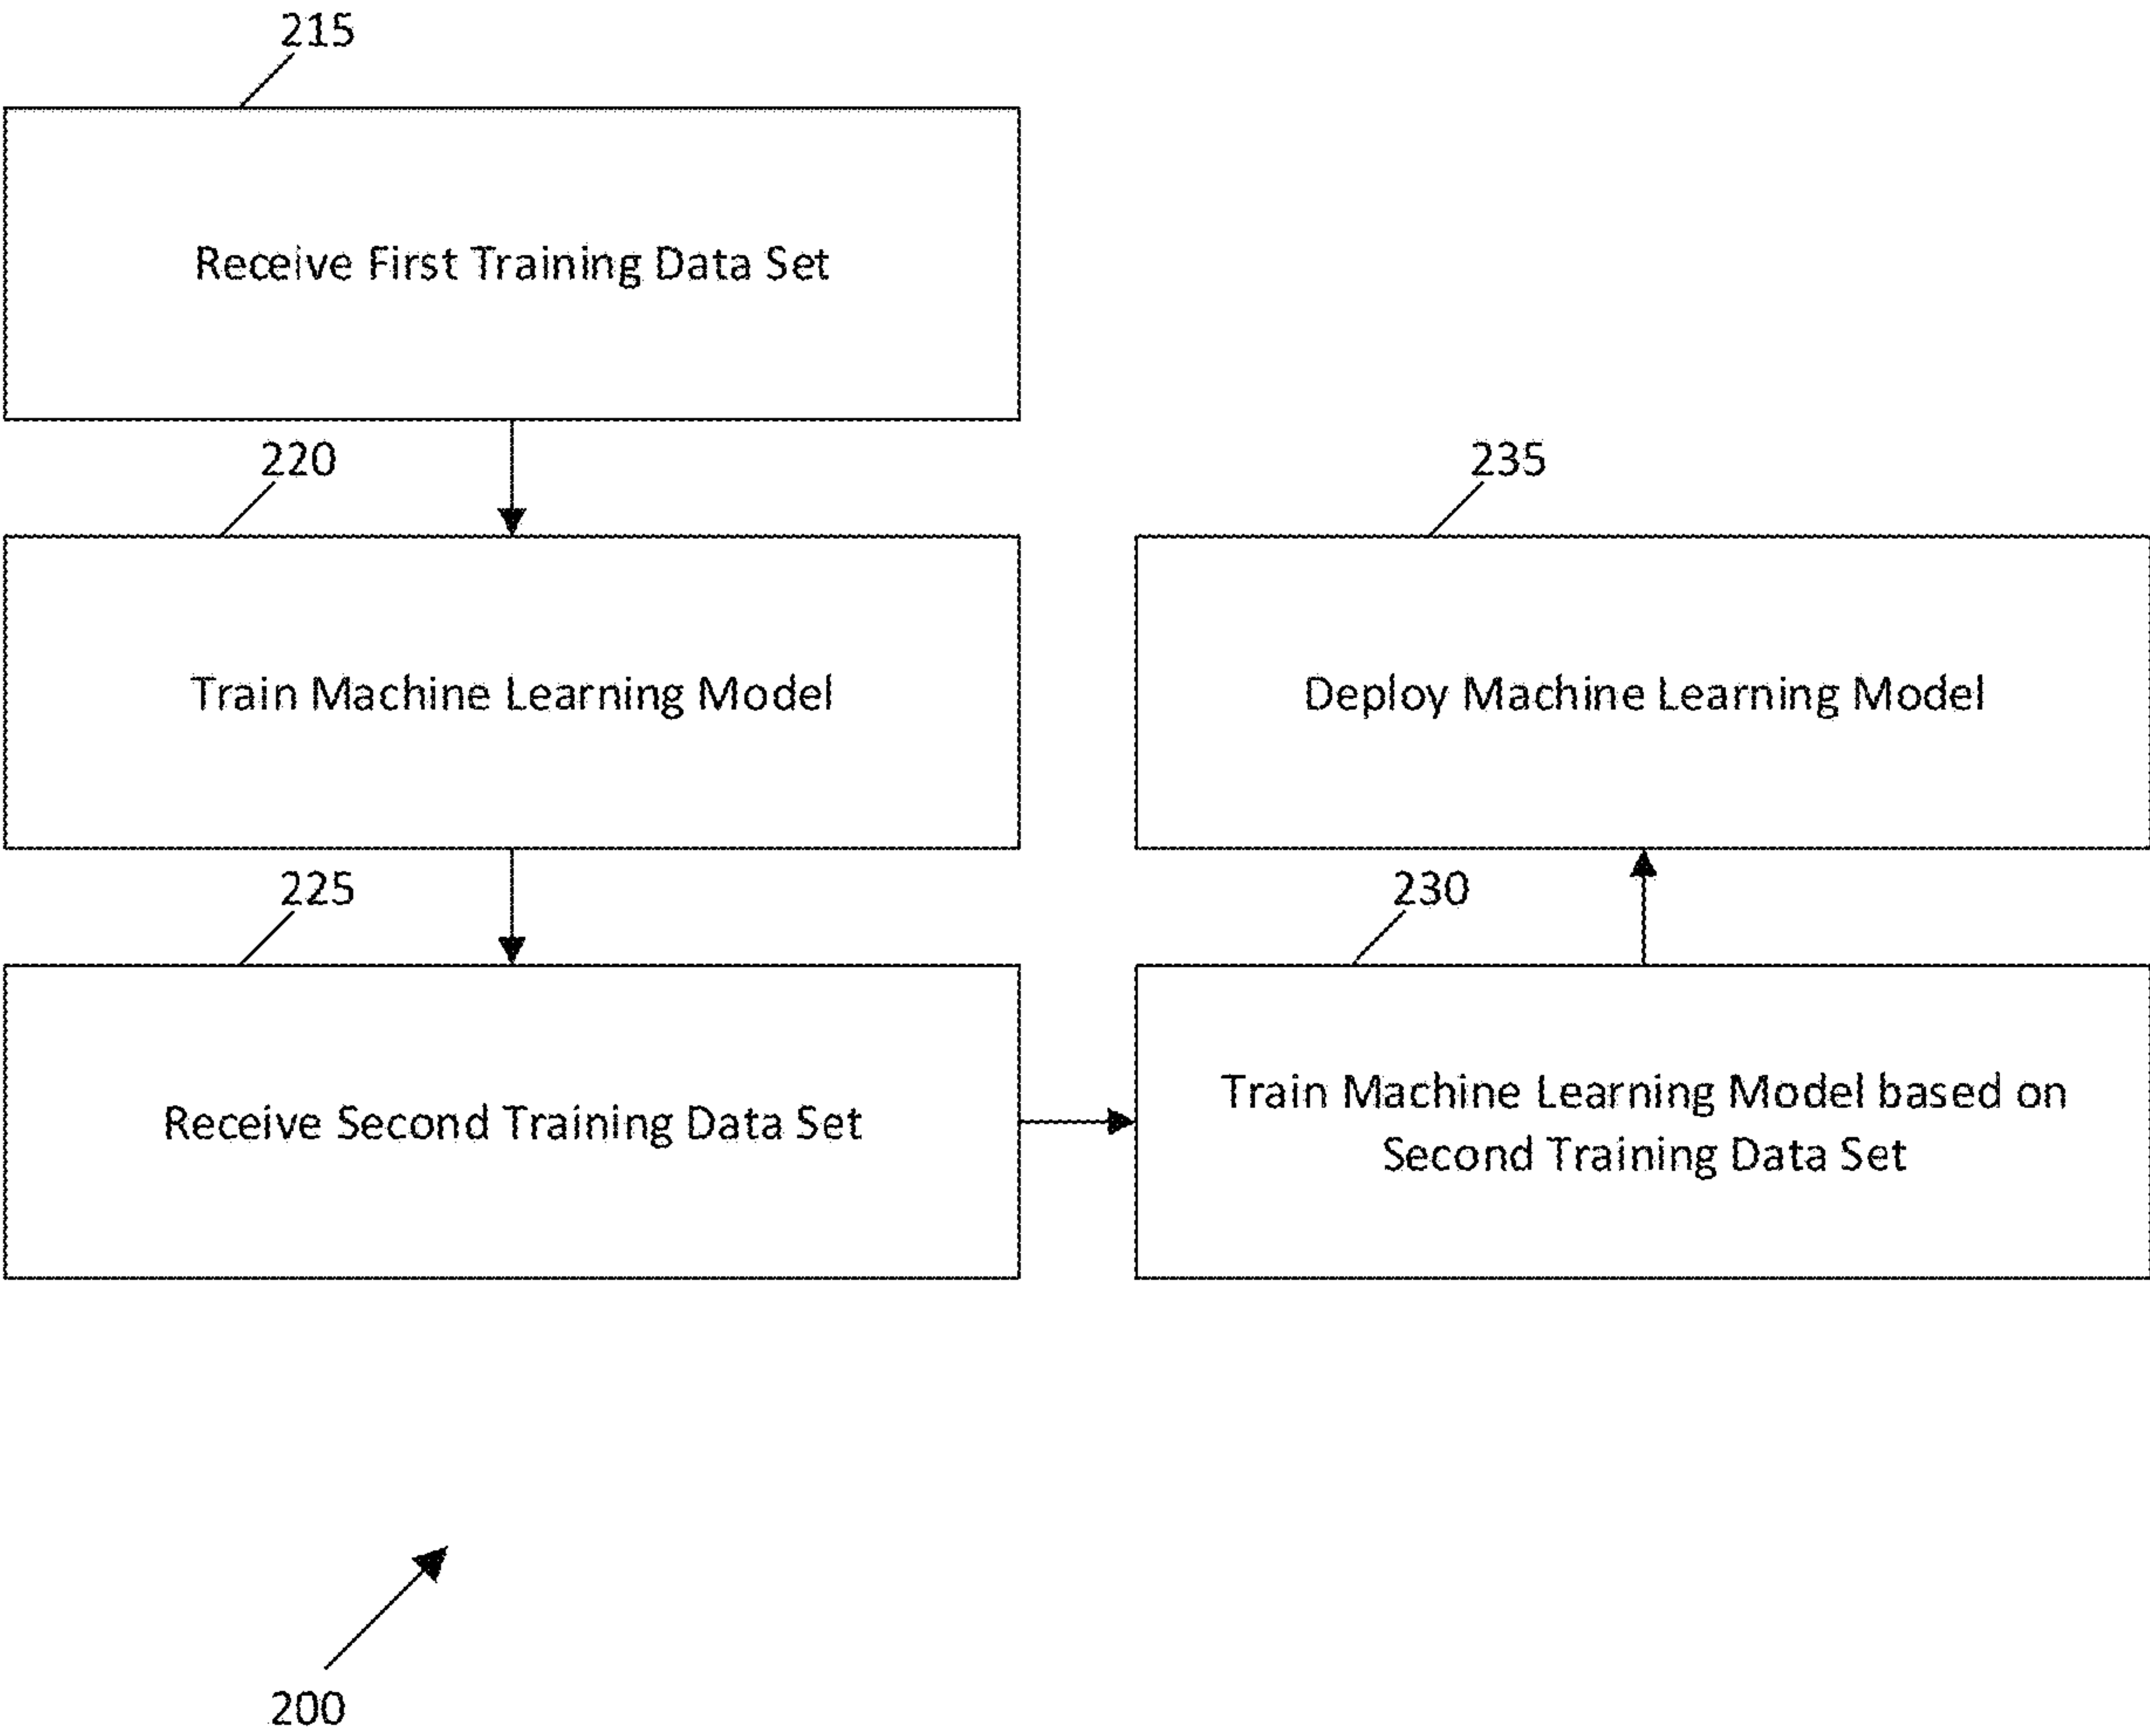 215
Receive First Training Data Set
220
Train Machine Learning Model
225
Receive Second Training Data Set
230
Train Machine Learning Model based on
Second Training Data Set
235
Deploy Machine Learning Model
200